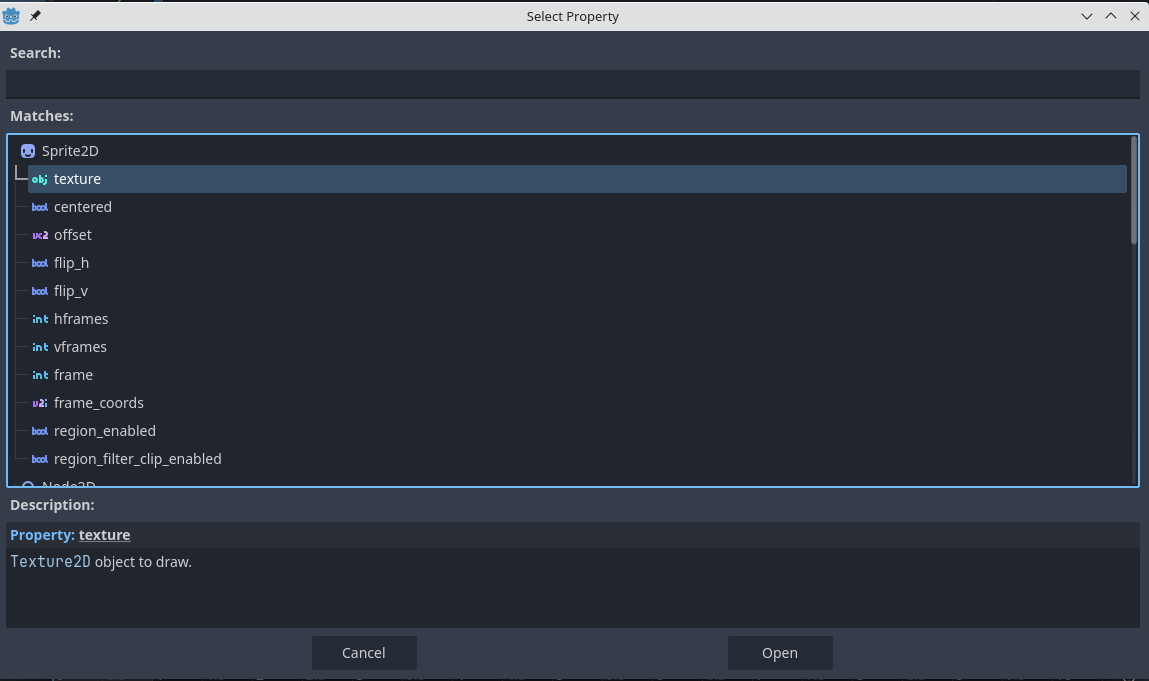 Select Property
Search:
Matches:
Sprite2D
obj texture
bool centered
vc2 offset
bool flip_h
bool flip_v
int hframes
int vframes
int frame
v2i frame_coords
bool region_enabled
bool region_filter_clip_enabled
Node2D
Description:
Property: texture
Texture2D object to draw.
Cancel Open